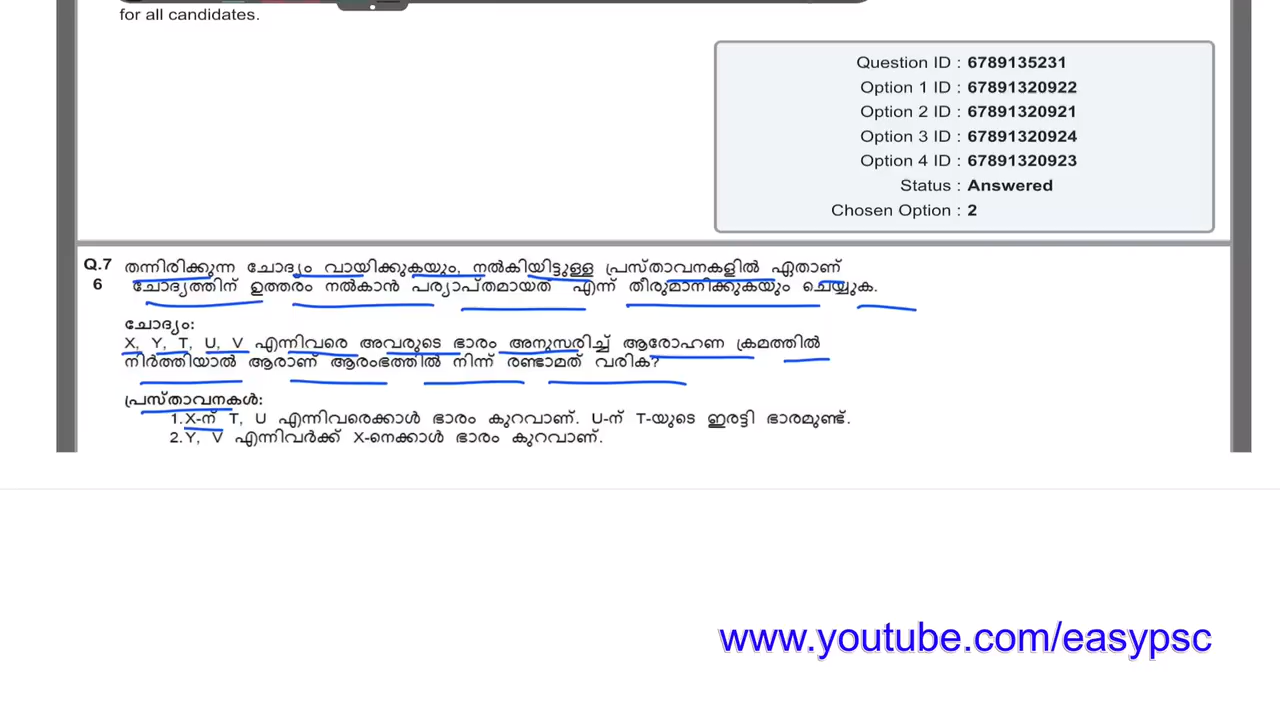 for all candidates.
Question ID : 6789135231
Option 1 ID : 67891320922
Option 2 ID : 67891320921
Option 3 ID : 67891320924
Option 4 ID : 67891320923
Status : Answered
Chosen Option : 2
Q.7 തന്നിരിക്കുന്ന ചോദ്യം വായിക്കുകയും, നൽകിയിട്ടുള്ള പ്രസ്താവനകളിൽ ഏതാണ്
6 ചോദ്യത്തിന് ഉത്തരം നൽകാൻ പര്യാപ്തമായത് എന്ന് തീരുമാനിക്കുകയും ചെയ്യുക.
ചോദ്യം:
X, Y, T, U, V എന്നിവരെ അവരുടെ ഭാരം അനുസരിച്ച് ആരോഹണ ക്രമത്തിൽ
നിർത്തിയാൽ ആരാണ് ആരംഭത്തിൽ നിന്ന് രണ്ടാമത് വരിക?
പ്രസ്താവനകൾ:
1.X-ന് T, U എന്നിവരെക്കാൾ ഭാരം കുറവാണ്. U-ന് T-യുടെ ഇരട്ടി ഭാരമുണ്ട്.
2.Y, V എന്നിവർക്ക് X-നെക്കാൾ ഭാരം കുറവാണ്.
www.youtube.com/easypsc